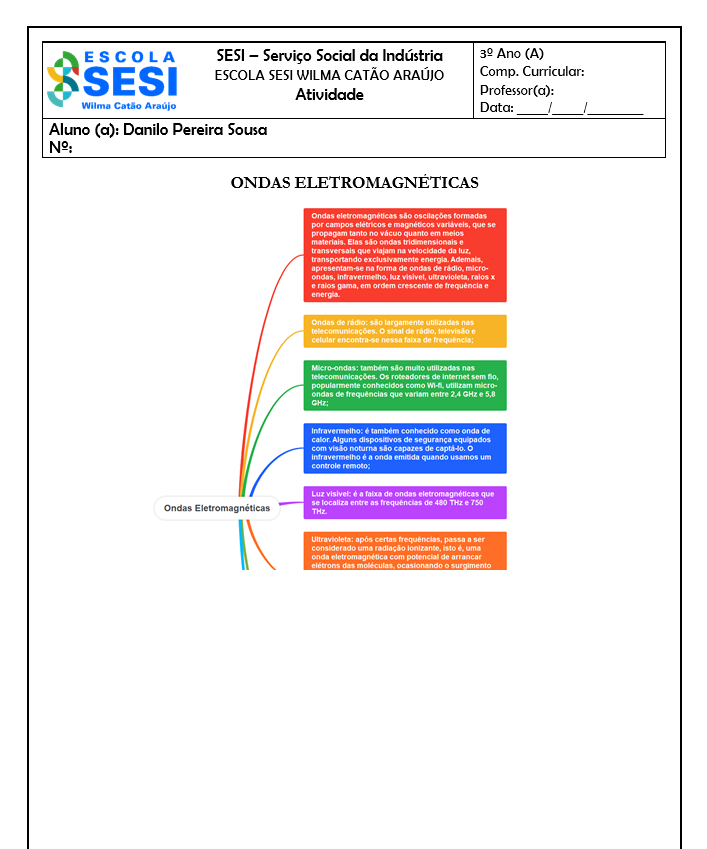 ESCOLA
SESI
Wilma Catão Araújo
SESI – Serviço Social da Indústria
ESCOLA SESI WILMA CATÃO ARAÚJO
Atividade
3º Ano (A)
Comp. Curricular:
Professor(a):
Data: _____/_____/_________
Aluno (a): Danilo Pereira Sousa
Nº:
ONDAS ELETROMAGNÉTICAS
Ondas eletromagnéticas são oscilações formadas
por campos elétricos e magnéticos variáveis, que se
propagam tanto no vácuo quanto em meios
materiais. Elas são ondas tridimensionais e
transversais que viajam na velocidade da luz,
transportando exclusivamente energia. Ademais,
apresentam-se na forma de ondas de rádio, micro-
ondas, infravermelho, luz visível, ultravioleta, raios x
e raios gama, em ordem crescente de frequência e
energia.
Ondas de rádio: são largamente utilizadas nas
telecomunicações. O sinal de rádio, televisão e
celular encontra-se nessa faixa de frequência;
Micro-ondas: também são muito utilizadas nas
telecomunicações. Os roteadores de internet sem fio,
popularmente conhecidos como Wi-fi, utilizam micro-
ondas de frequências que variam entre 2,4 GHz e 5,8
GHz;
Infravermelho: é também conhecido como onda de
calor. Alguns dispositivos de segurança equipados
com visão noturna são capazes de captá-lo. O
infravermelho é a onda emitida quando usamos um
controle remoto;
Ondas Eletromagnéticas
Luz visível: é a faixa de ondas eletromagnéticas que
se localiza entre as frequências de 480 THz e 750
THz.
Ultravioleta: após certas frequências, passa a ser
considerado uma radiação ionizante, isto é, uma
onda eletromagnética com potencial de arrancar
elétrons das moléculas, ocasionando o surgimento